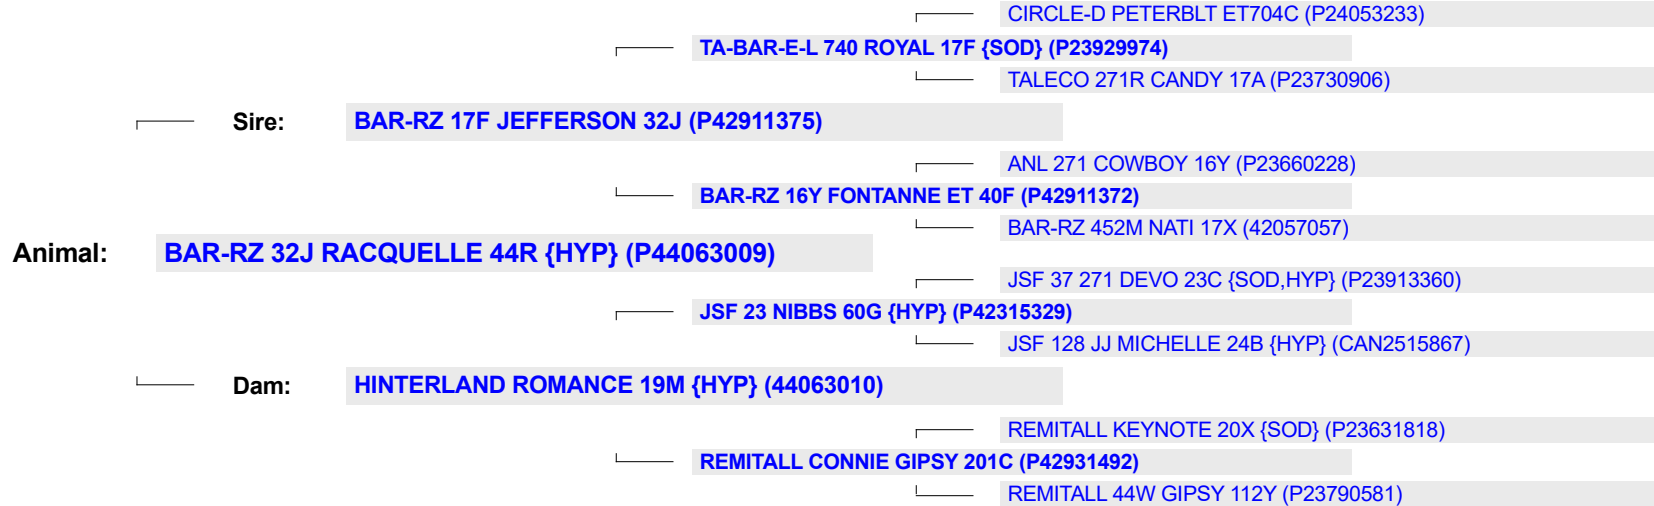 CIRCLE-D PETERBLT ET704C (P24053233)
TA-BAR-E-L 740 ROYAL 17F {SOD} (P23929974)
TALECO 271R CANDY 17A (P23730906)
Sire: BAR-RZ 17F JEFFERSON 32J (P42911375)
ANL 271 COWBOY 16Y (P23660228)
BAR-RZ 16Y FONTANNE ET 40F (P42911372)
BAR-RZ 452M NATI 17X (42057057)
Animal: BAR-RZ 32J RACQUELLE 44R {HYP} (P44063009)
JSF 37 271 DEVO 23C {SOD,HYP} (P23913360)
JSF 23 NIBBS 60G {HYP} (P42315329)
JSF 128 JJ MICHELLE 24B {HYP} (CAN2515867)
Dam: HINTERLAND ROMANCE 19M {HYP} (44063010)
REMITALL KEYNOTE 20X {SOD} (P23631818)
REMITALL CONNIE GIPSY 201C (P42931492)
REMITALL 44W GIPSY 112Y (P23790581)